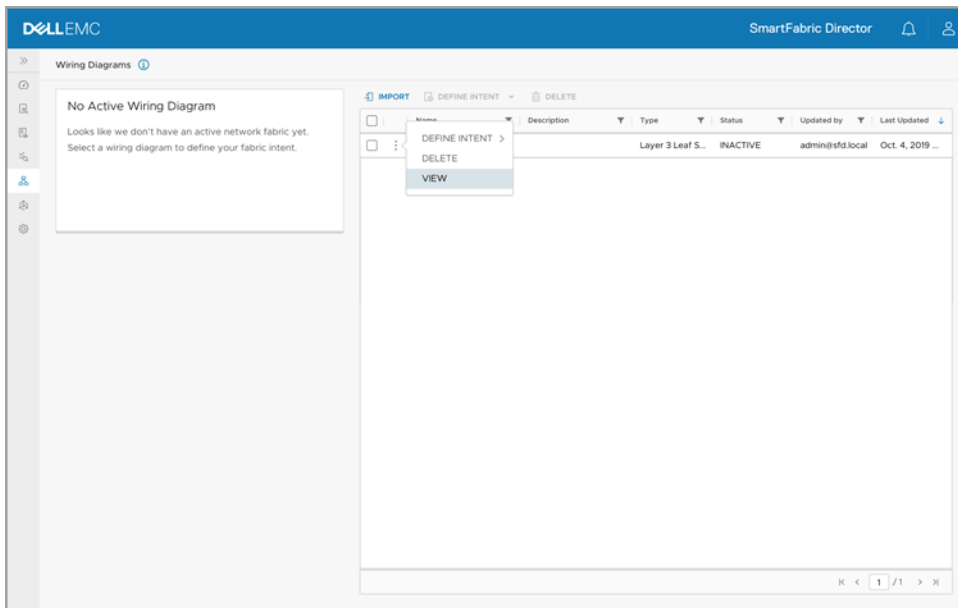 DELLEMC
SmartFabric Director
Wiring Diagrams
No Active Wiring Diagram
Looks like we don't have an active network fabric yet.
Select a wiring diagram to define your fabric intent.
IMPORT DEFINE INTENT DELETE
Name Description Type Status Updated by Last Updated
Layer 3 Leaf S... INACTIVE admin@sfd.local Oct. 4, 2019 ...
DEFINE INTENT >
DELETE
VIEW
1 / 1